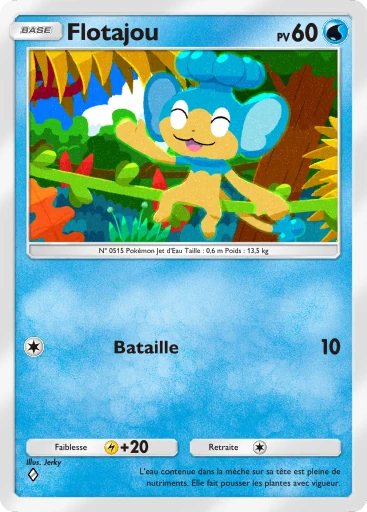 BASE Flotajou PV 60
N° 0515 Pokémon Jet d'Eau Taille : 0,6 m Poids : 13,5 kg
Bataille 10
Faiblesse +20 Retraite
Illus. Jerky
L'eau contenue dans la mèche sur sa tête est pleine de
nutriments. Elle fait pousser les plantes avec vigueur.